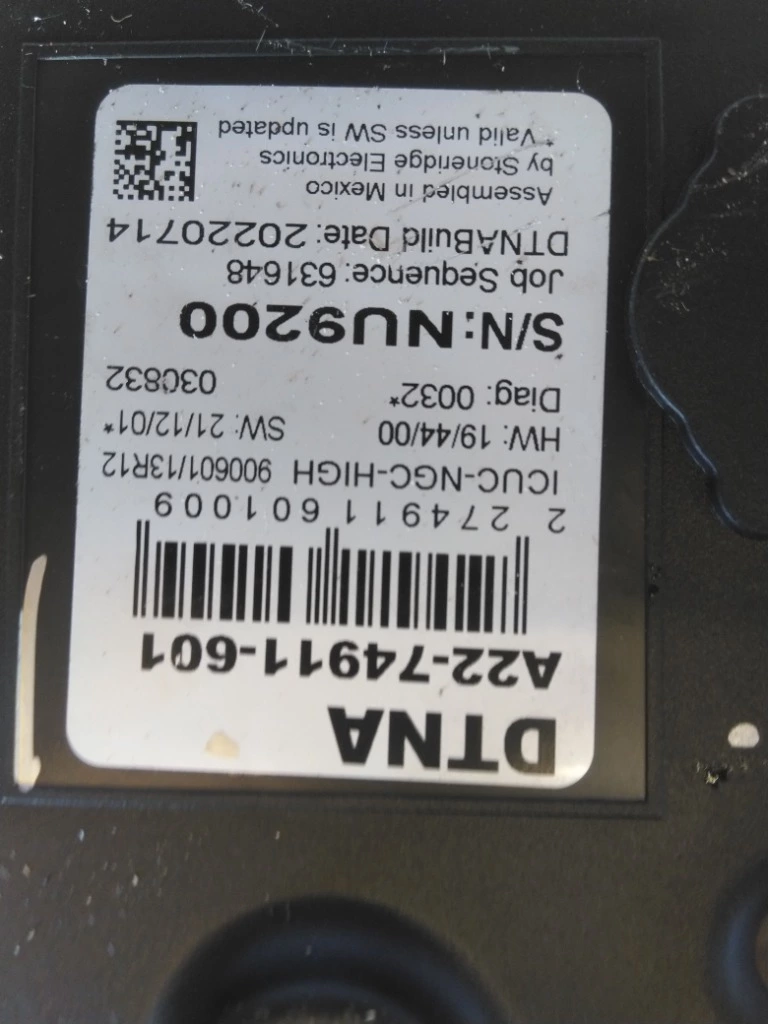 DTNA
A22-74911-601
2 274911 601009
ICUC-NGC-HIGH 900601/13R12
HW: 19/44/00 SW: 21/12/01*
Diag: 0032* 030832
S/N:NU9200
Job Sequence: 631648
DTNABuild Date: 20220714
Assembled in Mexico
by Stoneridge Electronics
* Valid unless SW is updated